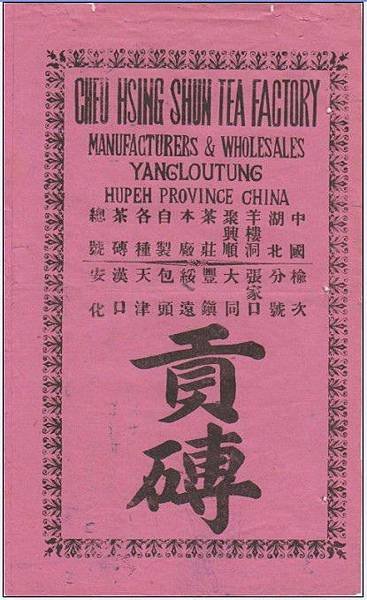 CHEU HSING SHUN TEA FACTORY
MANUFACTURERS & WHOLESALES
YANGLOUTUNG
HUPEH PROVINCE CHINA
中國
湖北
羊樓洞
聚興順
茶莊
本廠
自製
各種
茶磚
總號
榆次
分號
張家口
大同
豐鎮
綏遠
包頭
天津
漢口
安化
貢磚